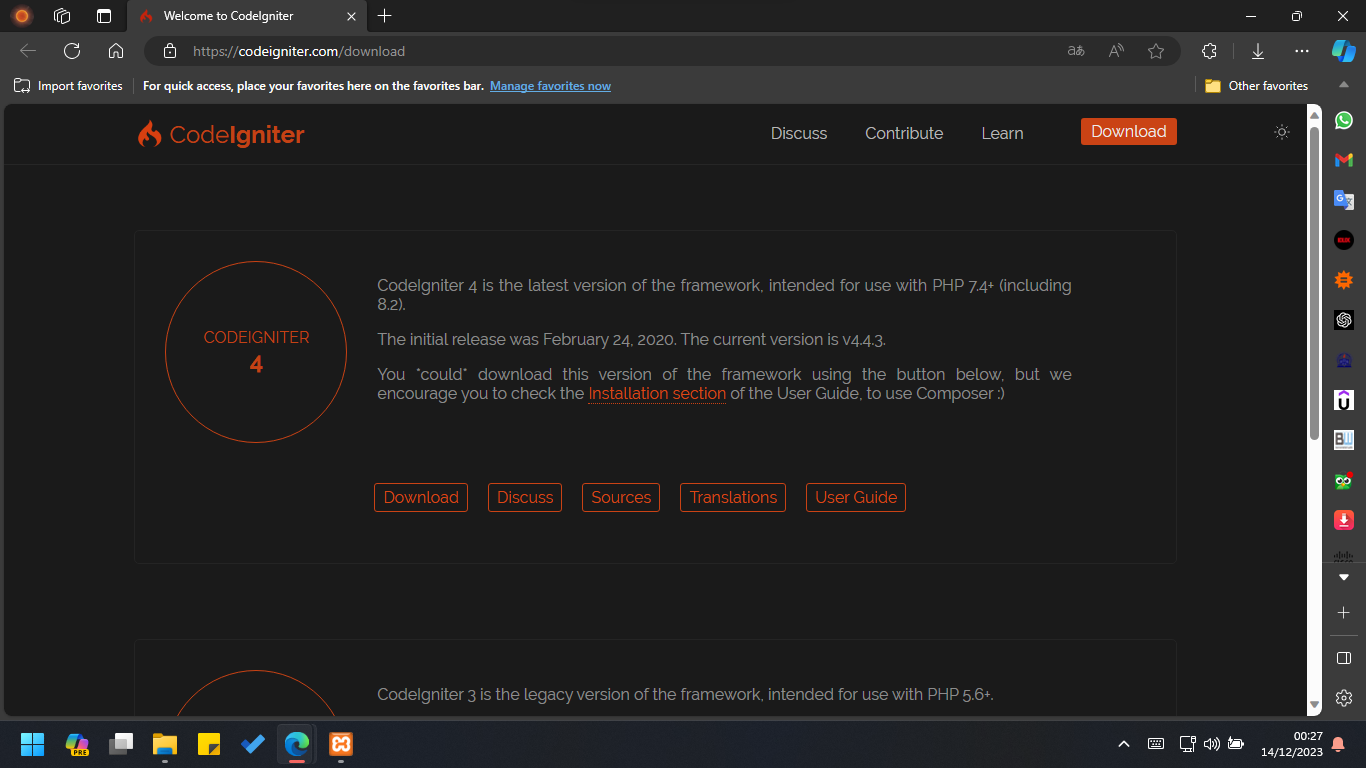 Welcome to CodeIgniter
https://codeigniter.com/download
Import favorites
For quick access, place your favorites here on the favorites bar. Manage favorites now
Other favorites
CodeIgniter
Discuss
Contribute
Learn
Download
CODEIGNITER
4
CodeIgniter 4 is the latest version of the framework, intended for use with PHP 7.4+ (including
8.2).
The initial release was February 24, 2020. The current version is v4.4.3.
You *could* download this version of the framework using the button below, but we
encourage you to check the Installation section of the User Guide, to use Composer :)
Download
Discuss
Sources
Translations
User Guide
CodeIgniter 3 is the legacy version of the framework, intended for use with PHP 5.6+.
PRE
00:27
14/12/2023